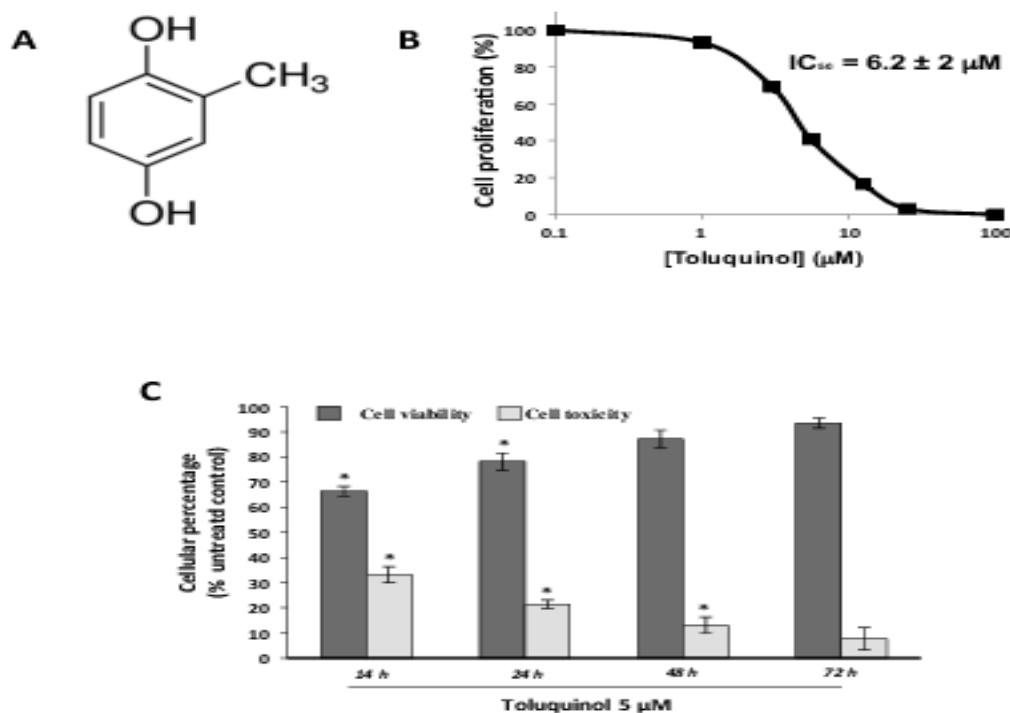 A
OH
CH3
OH
B
Cell proliferation (%)
100
80
60
40
20
0
0.1
1
10
100
IC₅₀ = 6.2 ± 2 µM
[Toluquinol] (µM)
C
Cell viability
Cell toxicity
Cellular percentage
(% untreatd control)
100
90
80
70
60
50
40
30
20
10
0
*
*
*
*
*
14 h
24 h
48 h
72 h
Toluquinol 5 µM